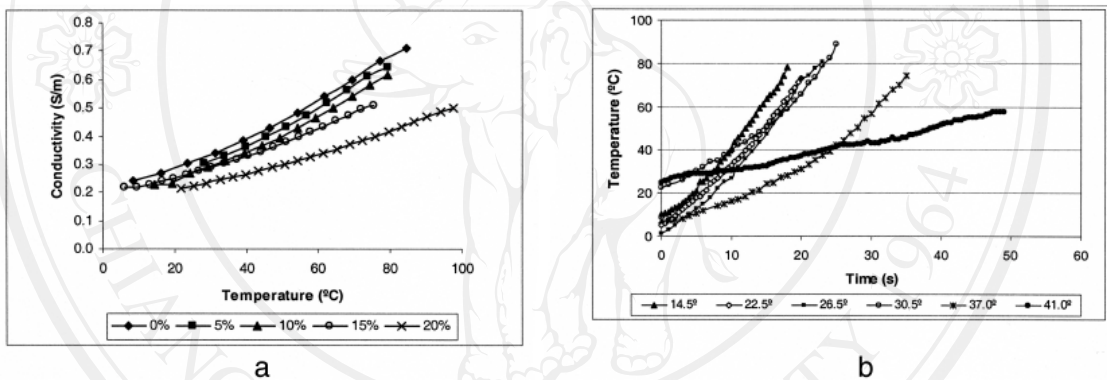 0.8
0.7
0.6
0.5
0.4
0.3
0.2
0.1
0.0
Conductivity (S/m)
0 20 40 60 80 100
Temperature (ºC)
0% 5% 10% 15% 20%
a
100
80
60
40
20
0
Temperature (ºC)
0 10 20 30 40 50 60
Time (s)
14.5º 22.5º 26.5º 30.5º 37.0º 41.0º
b
CHIANG
TY 1964